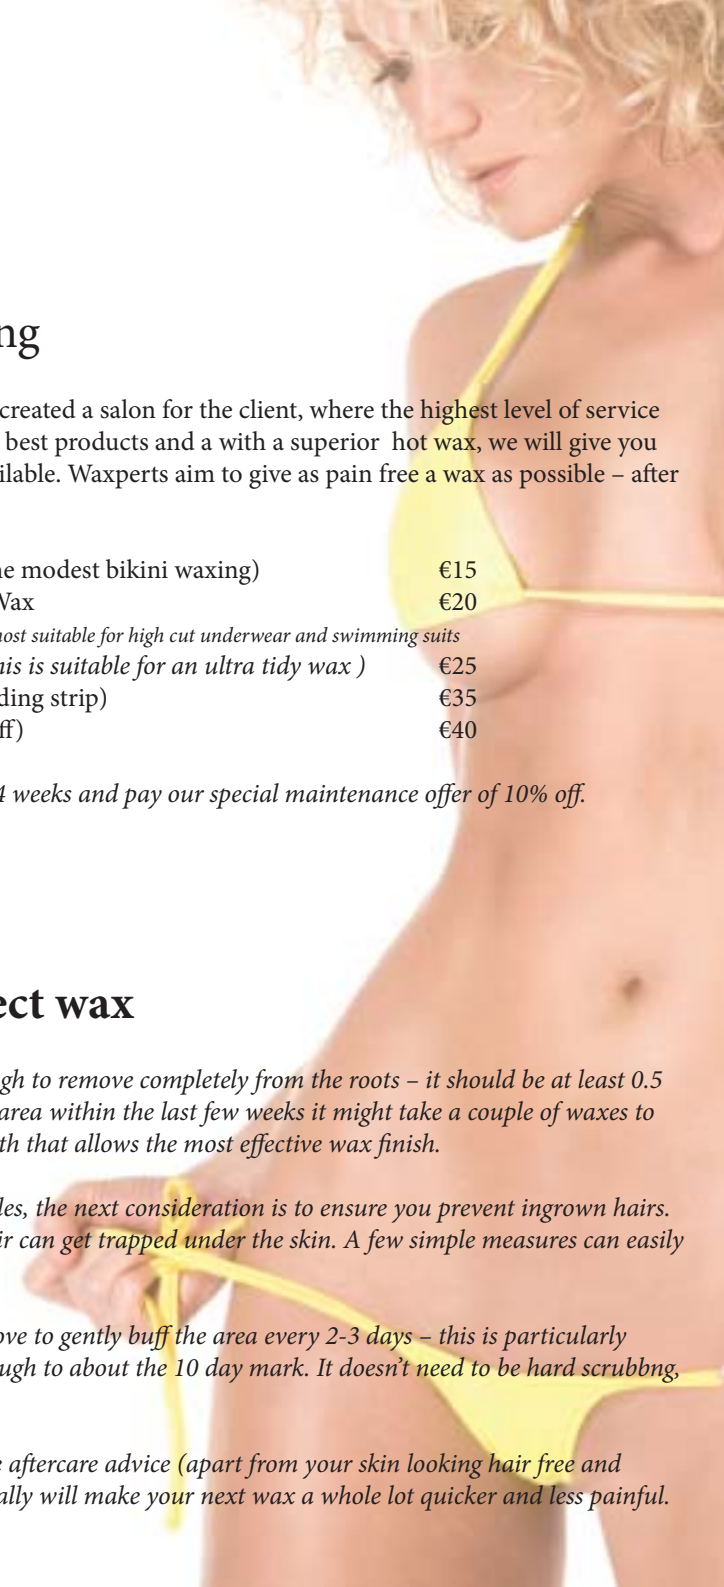 ng
created a salon for the client, where the highest level of service
best products and a with a superior hot wax, we will give you
ilable. Waxperts aim to give as pain free a wax as possible – after
ne modest bikini waxing) €15
Wax €20
nost suitable for high cut underwear and swimming suits
his is suitable for an ultra tidy wax ) €25
ding strip) €35
ff) €40
4 weeks and pay our special maintenance offer of 10% off.
ect wax
gh to remove completely from the roots – it should be at least 0.5
area within the last few weeks it might take a couple of waxes to
th that allows the most effective wax finish.
les, the next consideration is to ensure you prevent ingrown hairs.
ir can get trapped under the skin. A few simple measures can easily
ove to gently buff the area every 2-3 days – this is particularly
ugh to about the 10 day mark. It doesn't need to be hard scrubbng,
e aftercare advice (apart from your skin looking hair free and
ally will make your next wax a whole lot quicker and less painful.